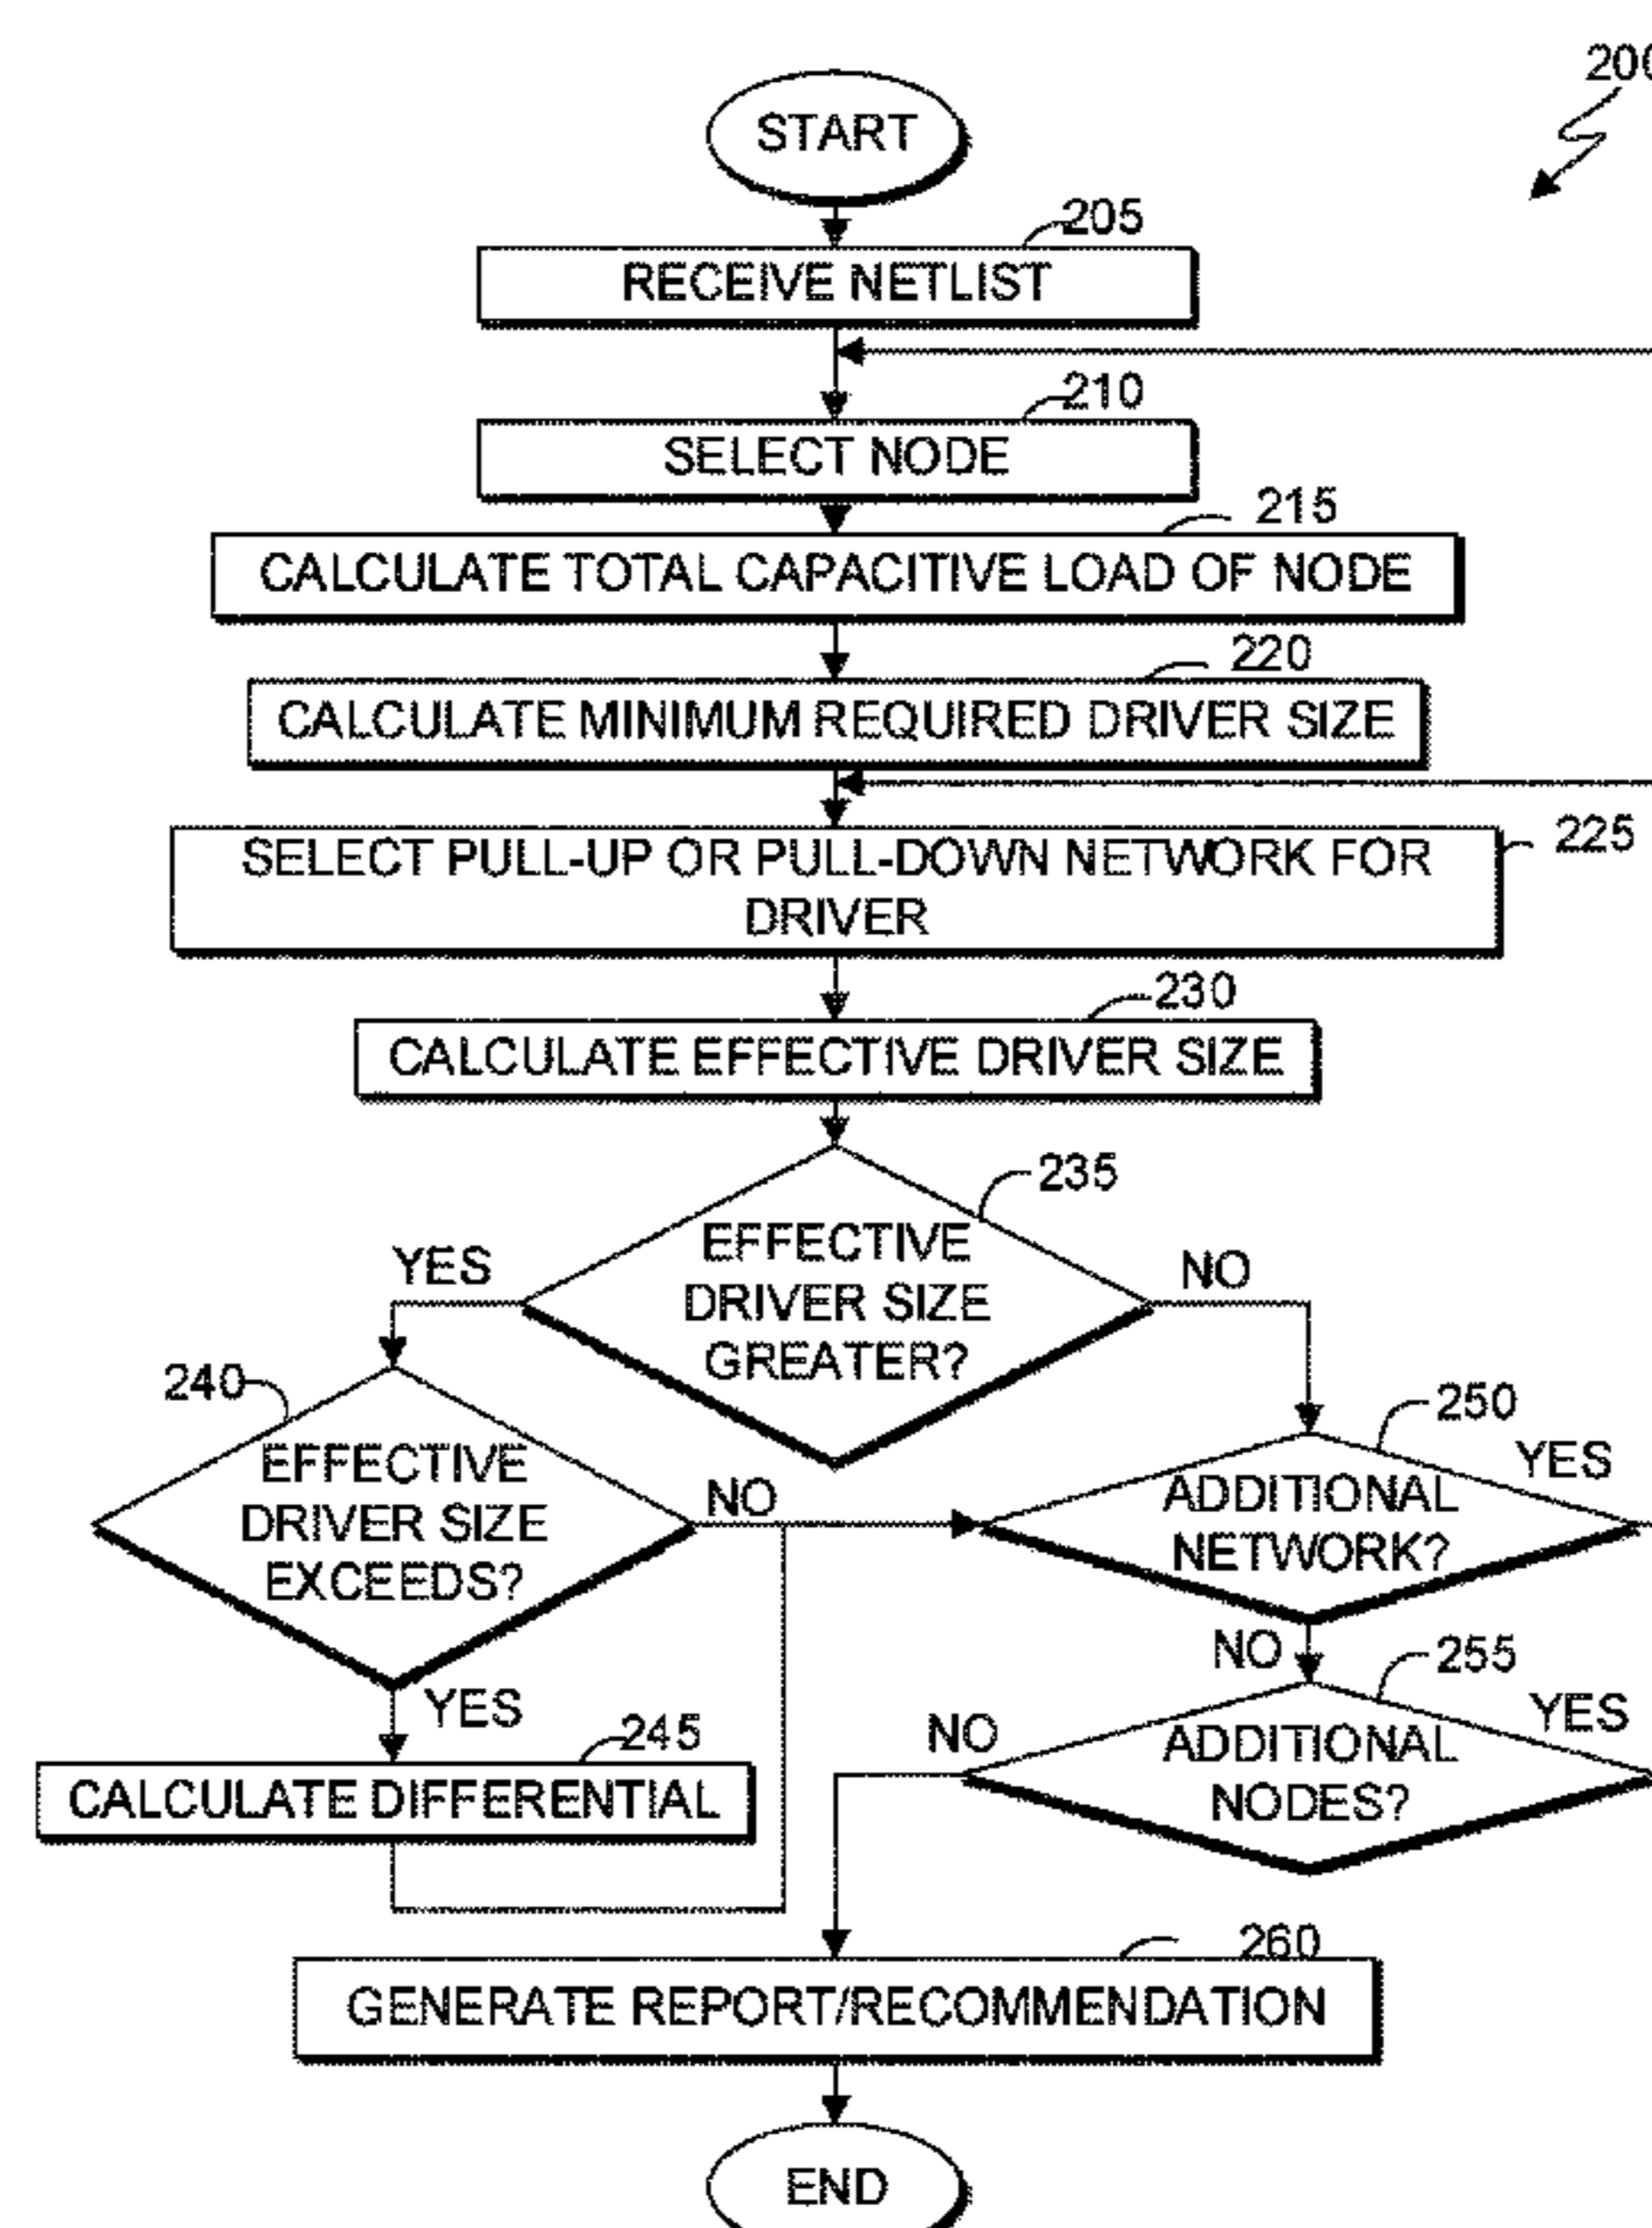 200
START
205
RECEIVE NETLIST
210
SELECT NODE
215
CALCULATE TOTAL CAPACITIVE LOAD OF NODE
220
CALCULATE MINIMUM REQUIRED DRIVER SIZE
225
SELECT PULL-UP OR PULL-DOWN NETWORK FOR
DRIVER
230
CALCULATE EFFECTIVE DRIVER SIZE
235
EFFECTIVE
DRIVER SIZE
GREATER?
YES
NO
240
EFFECTIVE
DRIVER SIZE
EXCEEDS?
NO
YES
250
ADDITIONAL
NETWORK?
YES
NO
245
CALCULATE DIFFERENTIAL
255
ADDITIONAL
NODES?
NO
YES
260
GENERATE REPORT/RECOMMENDATION
END